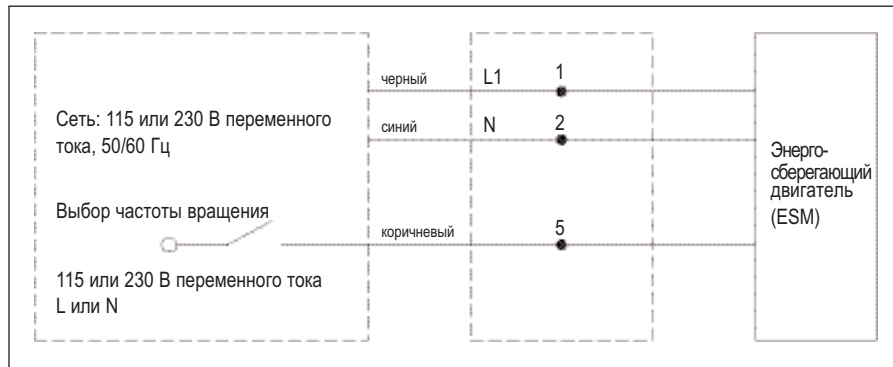 черный L1 1
Сеть: 115 или 230 В переменного
тока, 50/60 Гц
синий N 2
Энерго-
сберегающий
двигатель
(ESM)
Выбор частоты вращения
коричневый 5
115 или 230 В переменного тока
L или N